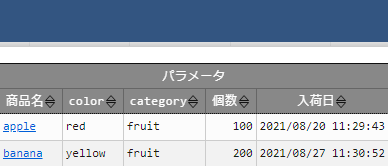 パラメータ
商品名 color category 個数 入荷日
apple red fruit 100 2021/08/20 11:29:43
banana yellow fruit 200 2021/08/27 11:30:52